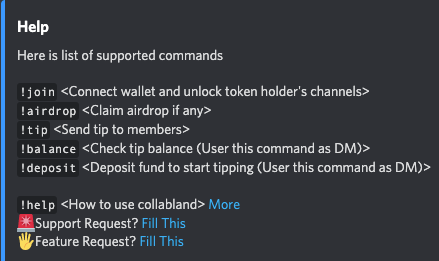 Help
Here is list of supported commands
!join <Connect wallet and unlock token holder's channels>
!airdrop <Claim airdrop if any>
!tip <Send tip to members>
!balance <Check tip balance (User this command as DM)>
!deposit <Deposit fund to start tipping (User this command as DM)>
!help <How to use collabland> More
🚨Support Request? Fill This
🖐Feature Request? Fill This